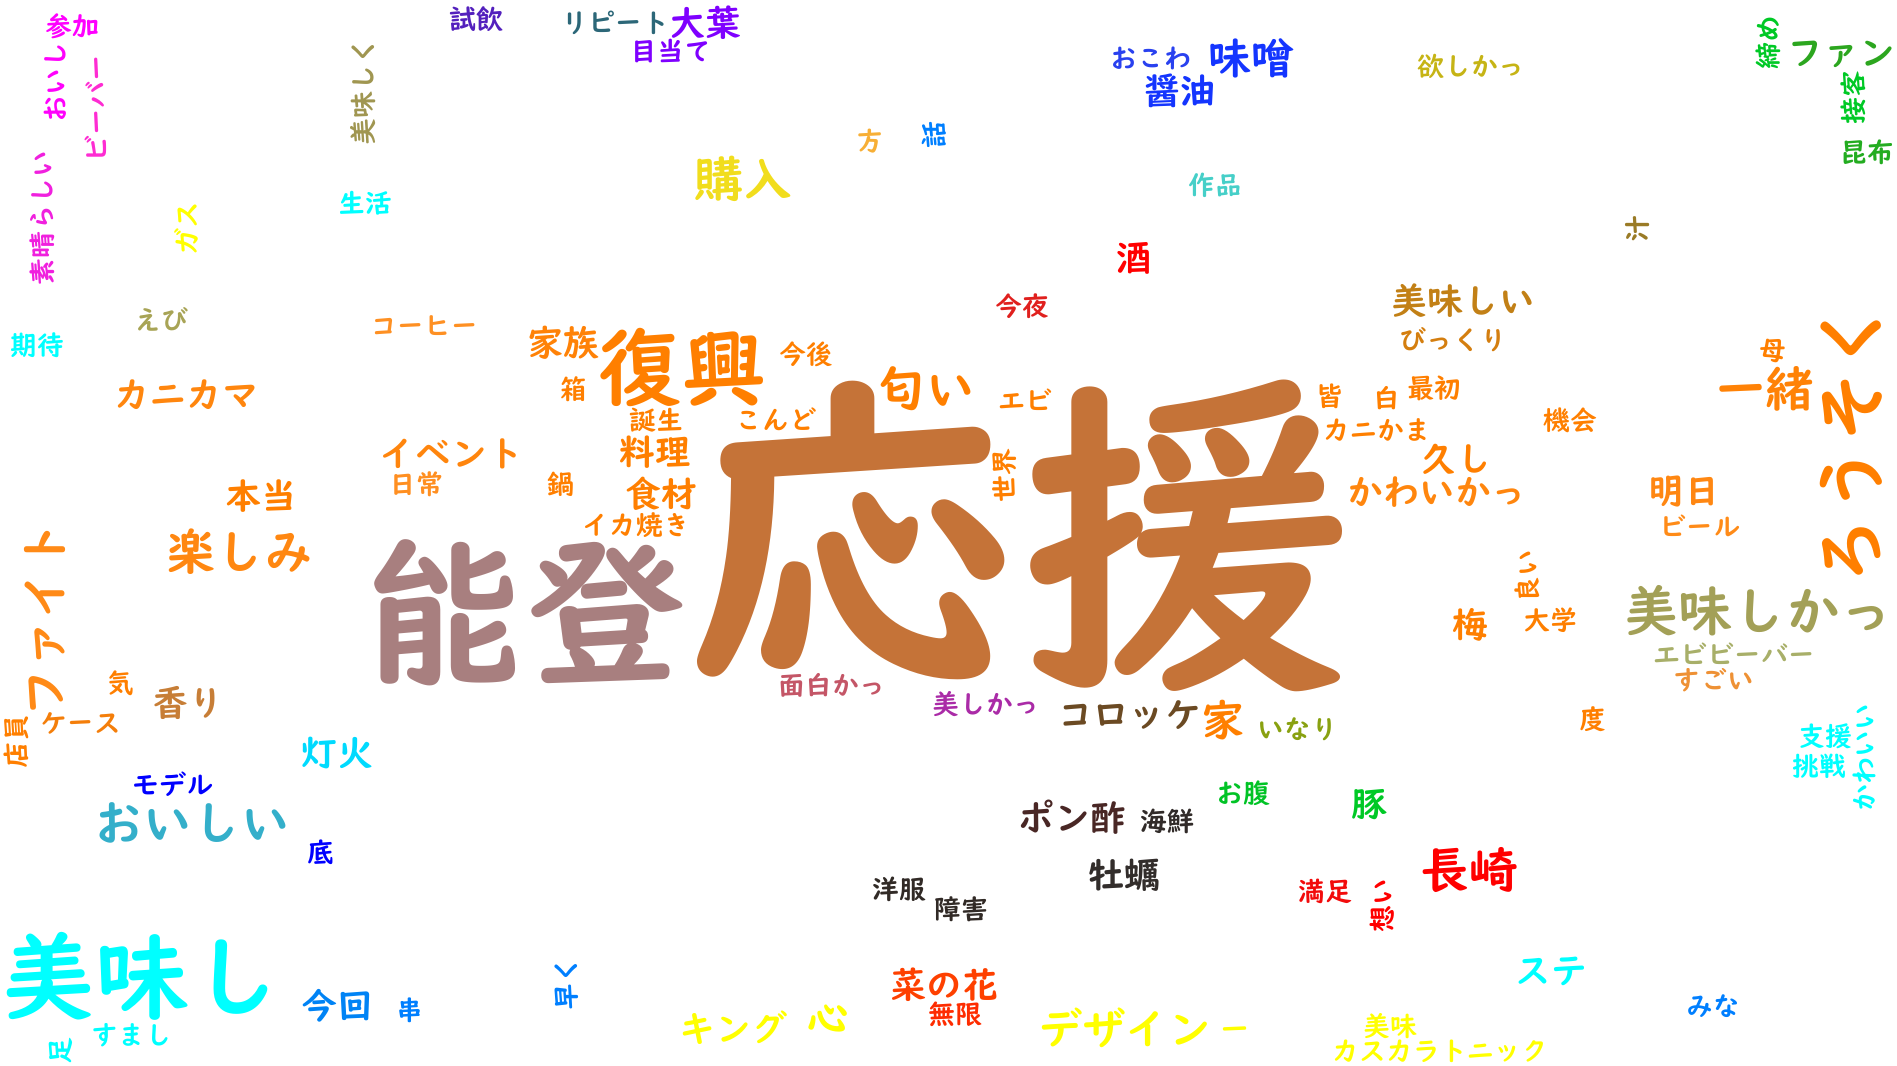 参加
試飲
リピート
大葉
目当て
おこわ
味噌
醤油
欲しかっ
締め
ファン
おいし
ビーバー
美味しく
接客
方
話
昆布
素晴らしい
購入
作品
ガス
生活
汁
酒
今夜
美味しい
えび
コーヒー
家族
復興
今後
びっくり
母
ろうそく
期待
カニカマ
箱
匂い
エビ
皆
白
最初
一緒
誕生
こんど
応援
カニかま
機会
イベント
料理
世界
久し
日常
鍋
本当
食材
かわいかっ
明日
イカ焼き
ビール
楽しみ
能登
ファイト
良い
梅
大学
美味しかっ
エビビーバー
すごい
気
香り
面白かっ
美しかっ
コロッケ
家
いなり
度
店員
ケース
灯火
支援
かわいい
挑戦
モデル
おいしい
お腹
豚
ポン酢
海鮮
底
牡蠣
長崎
洋服
障害
満足
想い
美味し
今回
串
早く
菜の花
無限
ステ
みな
すまし
足
キング
心
デザイン
ー
美味
カスカラトニック